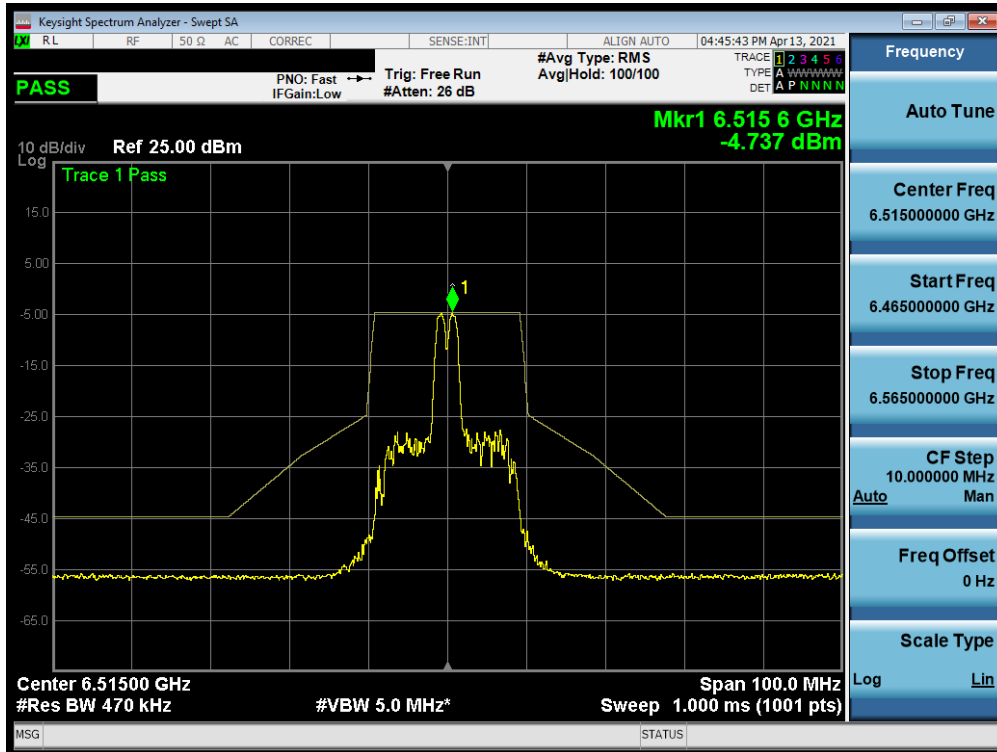 Keysight Spectrum Analyzer - Swept SA
LXI RL RF 50 Ω AC CORREC SENSE:INT ALIGN AUTO 04:45:43 PM Apr 13, 2021
PASS
PNO: Fast
IFGain:Low
Trig: Free Run
#Atten: 26 dB
#Avg Type: RMS
Avg|Hold: 100/100
TRACE 1 2 3 4 5 6
TYPE A WWWWW
DET A P N N N N
Mkr1 6.515 6 GHz
-4.737 dBm
10 dB/div Ref 25.00 dBm
Log
Trace 1 Pass
15.0
5.00
1
-5.00
-15.0
-25.0
-35.0
-45.0
-55.0
-65.0
Center 6.51500 GHz Span 100.0 MHz
#Res BW 470 kHz #VBW 5.0 MHz* Sweep 1.000 ms (1001 pts)
MSG STATUS
Frequency
Auto Tune
Center Freq
6.515000000 GHz
Start Freq
6.465000000 GHz
Stop Freq
6.565000000 GHz
CF Step
10.000000 MHz
Auto Man
Freq Offset
0 Hz
Scale Type
Log Lin